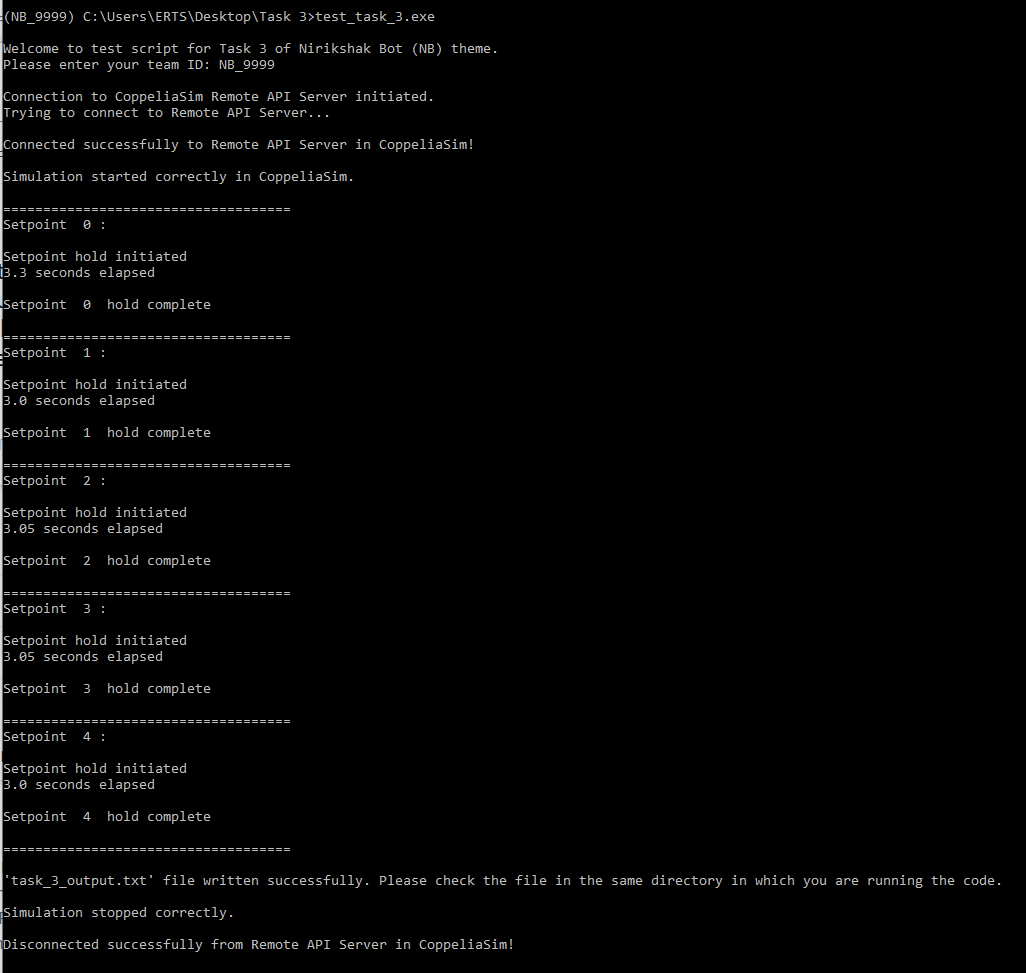 (NB_9999) C:\Users\ERTS\Desktop\Task 3>test_task_3.exe
Welcome to test script for Task 3 of Nirikshak Bot (NB) theme.
Please enter your team ID: NB_9999
Connection to CoppeliaSim Remote API Server initiated.
Trying to connect to Remote API Server...
Connected successfully to Remote API Server in CoppeliaSim!
Simulation started correctly in CoppeliaSim.
====================================
Setpoint  0 :
Setpoint hold initiated
3.3 seconds elapsed
Setpoint  0  hold complete
====================================
Setpoint  1 :
Setpoint hold initiated
3.0 seconds elapsed
Setpoint  1  hold complete
====================================
Setpoint  2 :
Setpoint hold initiated
3.05 seconds elapsed
Setpoint  2  hold complete
====================================
Setpoint  3 :
Setpoint hold initiated
3.05 seconds elapsed
Setpoint  3  hold complete
====================================
Setpoint  4 :
Setpoint hold initiated
3.0 seconds elapsed
Setpoint  4  hold complete
====================================
'task_3_output.txt' file written successfully. Please check the file in the same directory in which you are running the code.
Simulation stopped correctly.
Disconnected successfully from Remote API Server in CoppeliaSim!